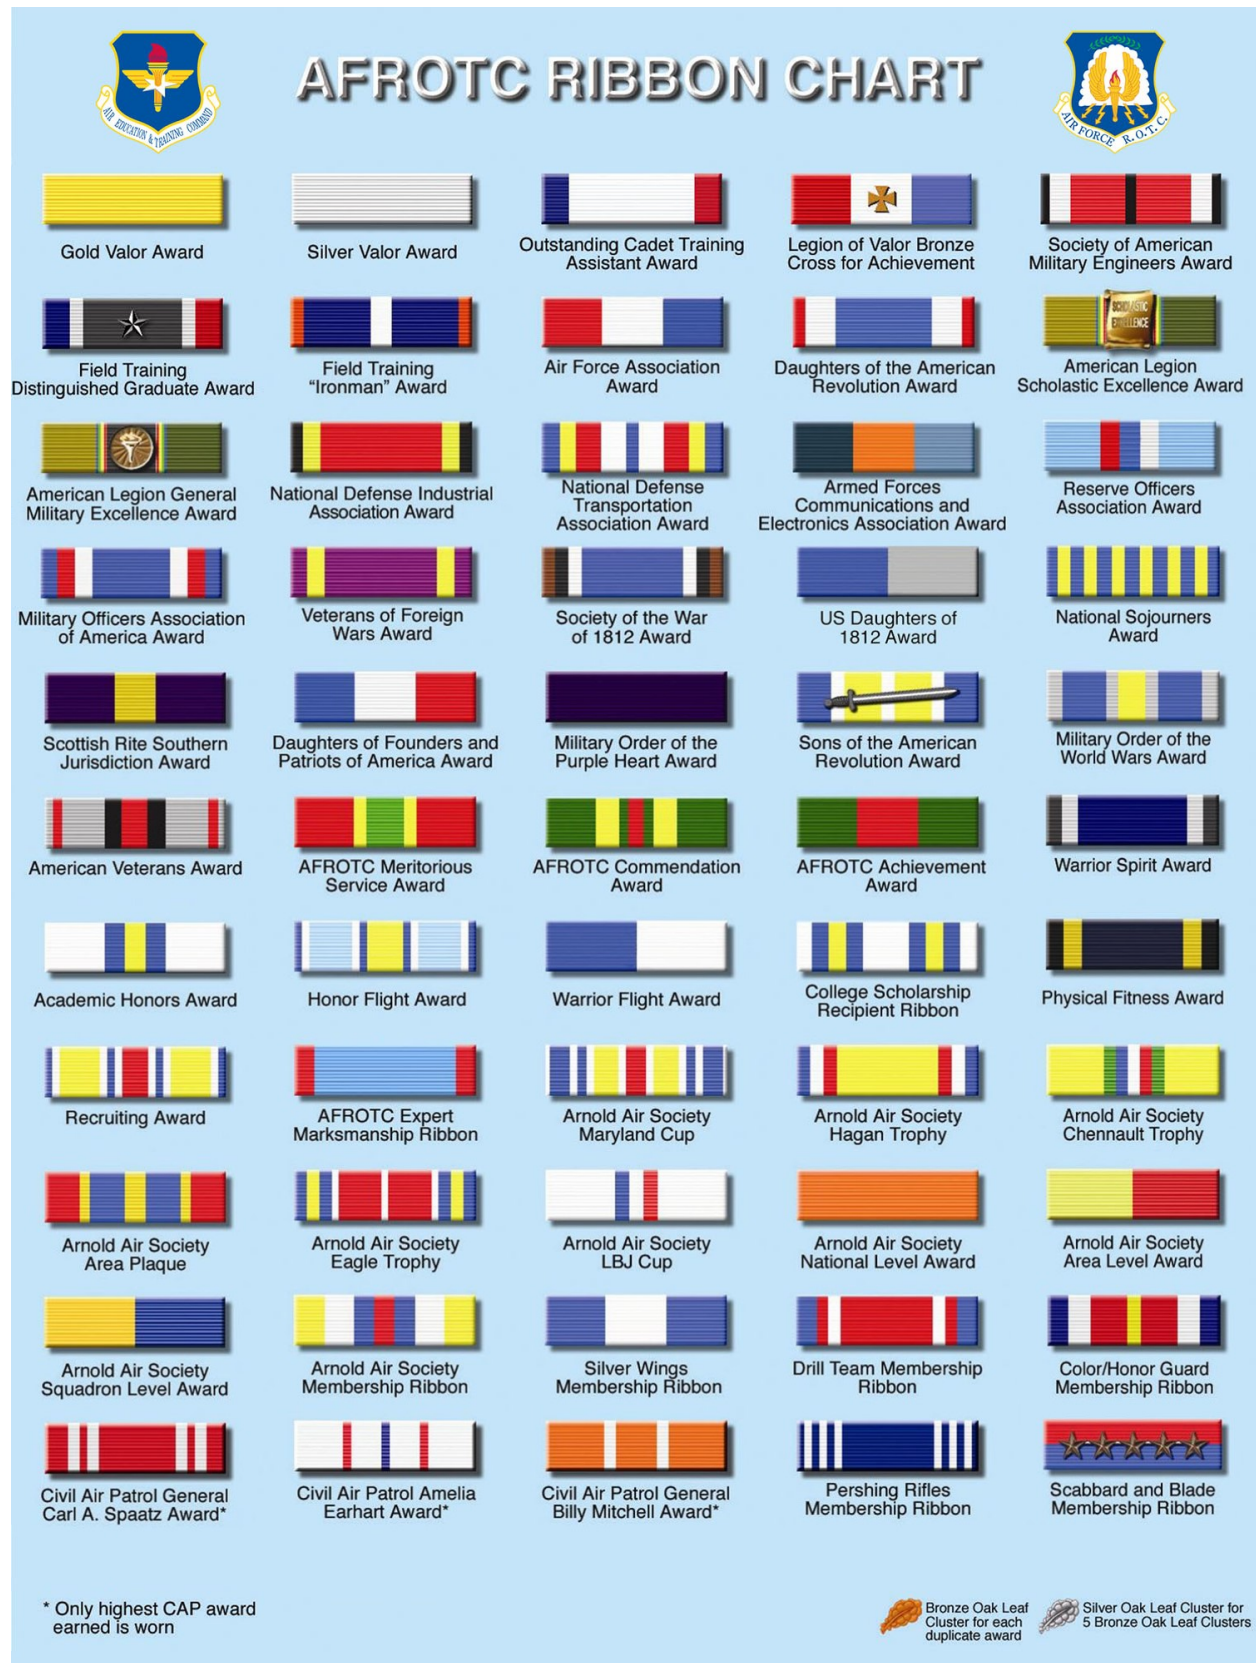 AFROTC RIBBON CHART
AIR EDUCATION & TRAINING COMMAND
AIR FORCE R.O.T.C.
Gold Valor Award
Silver Valor Award
Outstanding Cadet Training
Assistant Award
Legion of Valor Bronze
Cross for Achievement
Society of American
Military Engineers Award
Field Training
Distinguished Graduate Award
Field Training
“Ironman” Award
Air Force Association
Award
Daughters of the American
Revolution Award
SCHOLASTIC
EXCELLENCE
American Legion
Scholastic Excellence Award
American Legion General
Military Excellence Award
National Defense Industrial
Association Award
National Defense
Transportation
Association Award
Armed Forces
Communications and
Electronics Association Award
Reserve Officers
Association Award
Military Officers Association
of America Award
Veterans of Foreign
Wars Award
Society of the War
of 1812 Award
US Daughters of
1812 Award
National Sojourners
Award
Scottish Rite Southern
Jurisdiction Award
Daughters of Founders and
Patriots of America Award
Military Order of the
Purple Heart Award
Sons of the American
Revolution Award
Military Order of the
World Wars Award
American Veterans Award
AFROTC Meritorious
Service Award
AFROTC Commendation
Award
AFROTC Achievement
Award
Warrior Spirit Award
Academic Honors Award
Honor Flight Award
Warrior Flight Award
College Scholarship
Recipient Ribbon
Physical Fitness Award
Recruiting Award
AFROTC Expert
Marksmanship Ribbon
Arnold Air Society
Maryland Cup
Arnold Air Society
Hagan Trophy
Arnold Air Society
Chennault Trophy
Arnold Air Society
Area Plaque
Arnold Air Society
Eagle Trophy
Arnold Air Society
LBJ Cup
Arnold Air Society
National Level Award
Arnold Air Society
Area Level Award
Arnold Air Society
Squadron Level Award
Arnold Air Society
Membership Ribbon
Silver Wings
Membership Ribbon
Drill Team Membership
Ribbon
Color/Honor Guard
Membership Ribbon
Civil Air Patrol General
Carl A. Spaatz Award*
Civil Air Patrol Amelia
Earhart Award*
Civil Air Patrol General
Billy Mitchell Award*
Pershing Rifles
Membership Ribbon
Scabbard and Blade
Membership Ribbon
* Only highest CAP award
earned is worn
Bronze Oak Leaf
Cluster for each
duplicate award
Silver Oak Leaf Cluster for
5 Bronze Oak Leaf Clusters